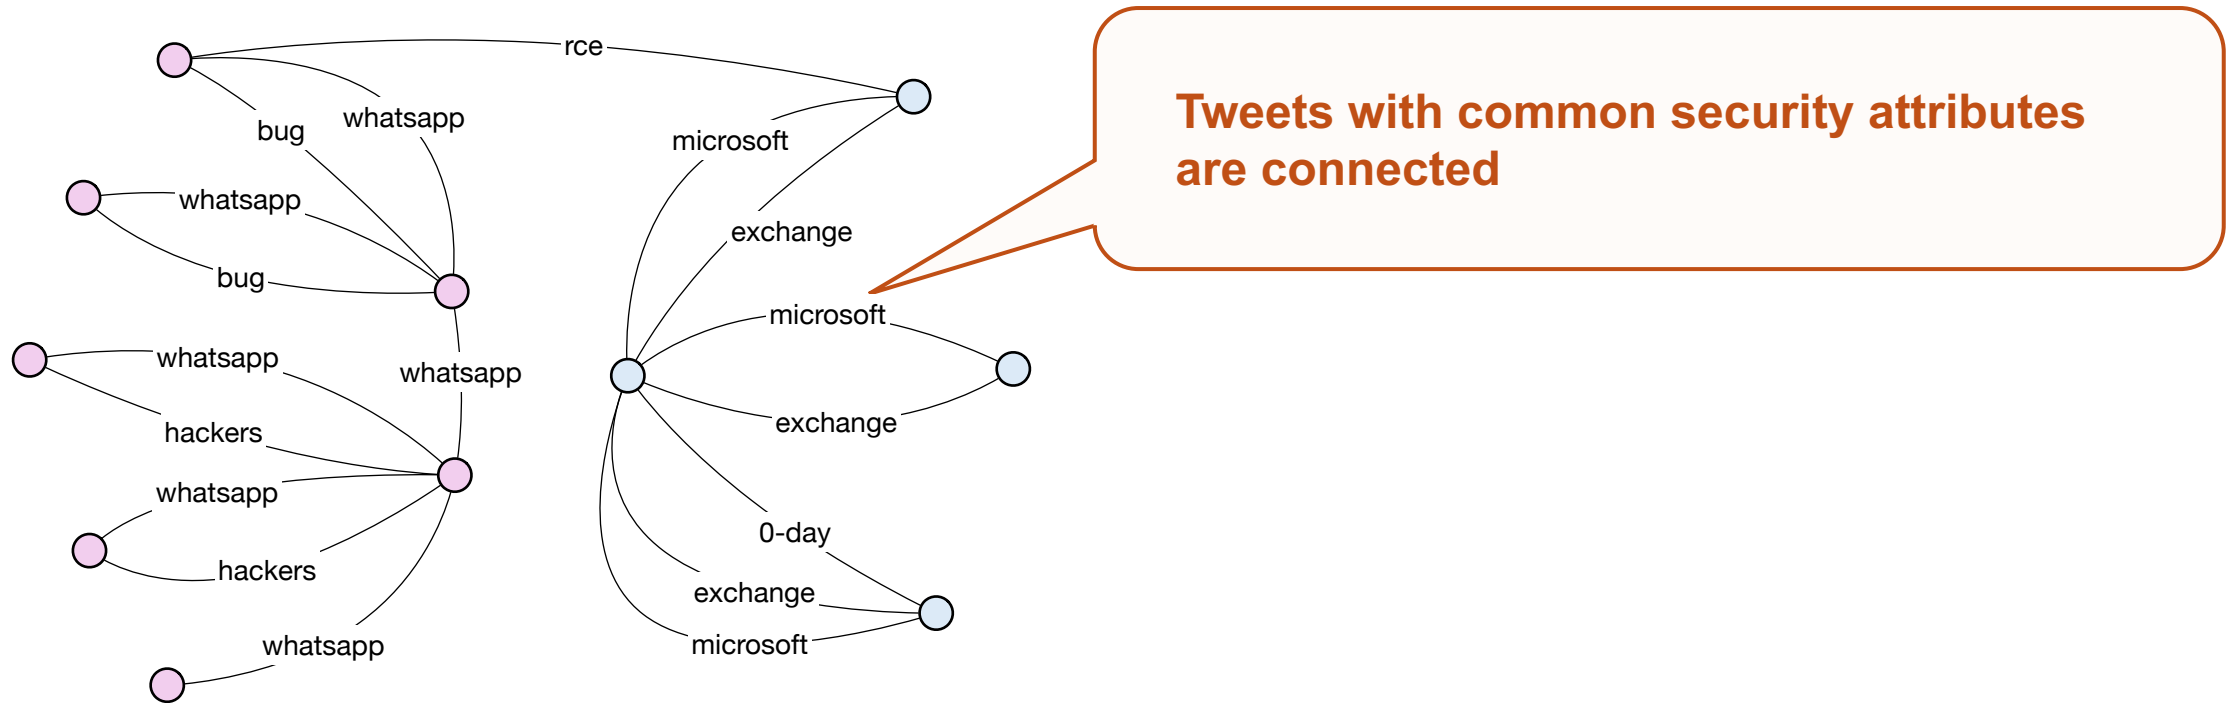 rce
whatsapp
bug
microsoft
whatsapp
exchange
bug
microsoft
whatsapp
whatsapp
exchange
hackers
whatsapp
0-day
hackers
exchange
microsoft
whatsapp
Tweets with common security attributes
are connected